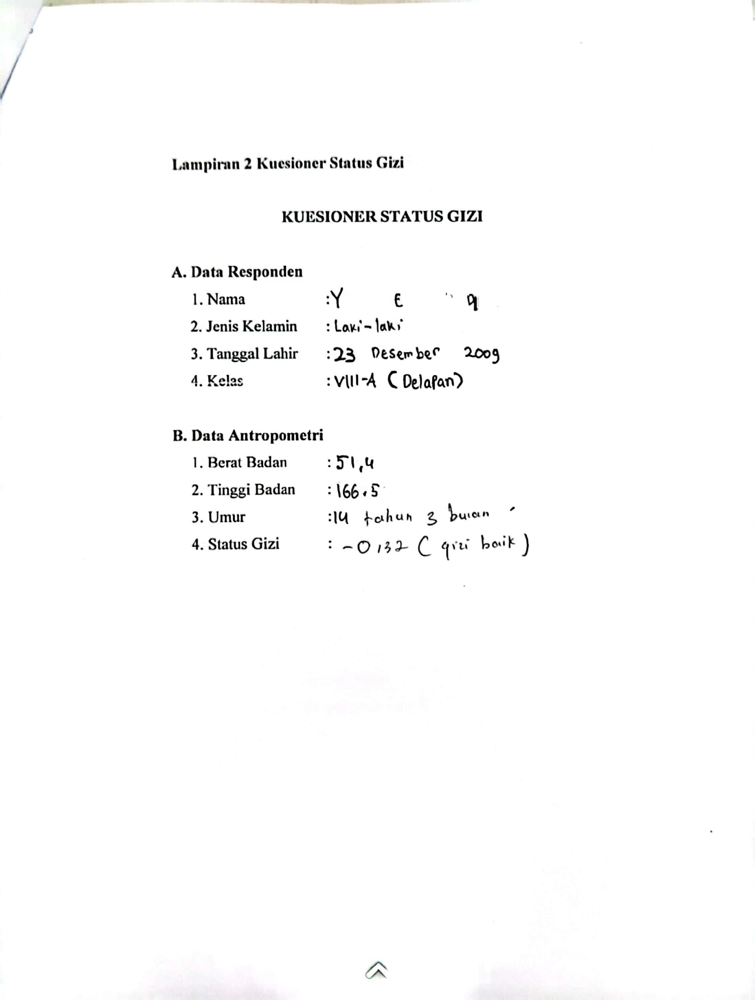 Lampiran 2 Kuesioner Status Gizi
KUESIONER STATUS GIZI
A. Data Responden
1. Nama :Y E
2. Jenis Kelamin : Laki-laki
3. Tanggal Lahir : 23 Desember 2009
4. Kelas : VIII-A (Delapan)
B. Data Antropometri
1. Berat Badan : 51,4
2. Tinggi Badan : 166,5
3. Umur :14 tahun 3 bulan
4. Status Gizi : -0,32 (gizi baik)